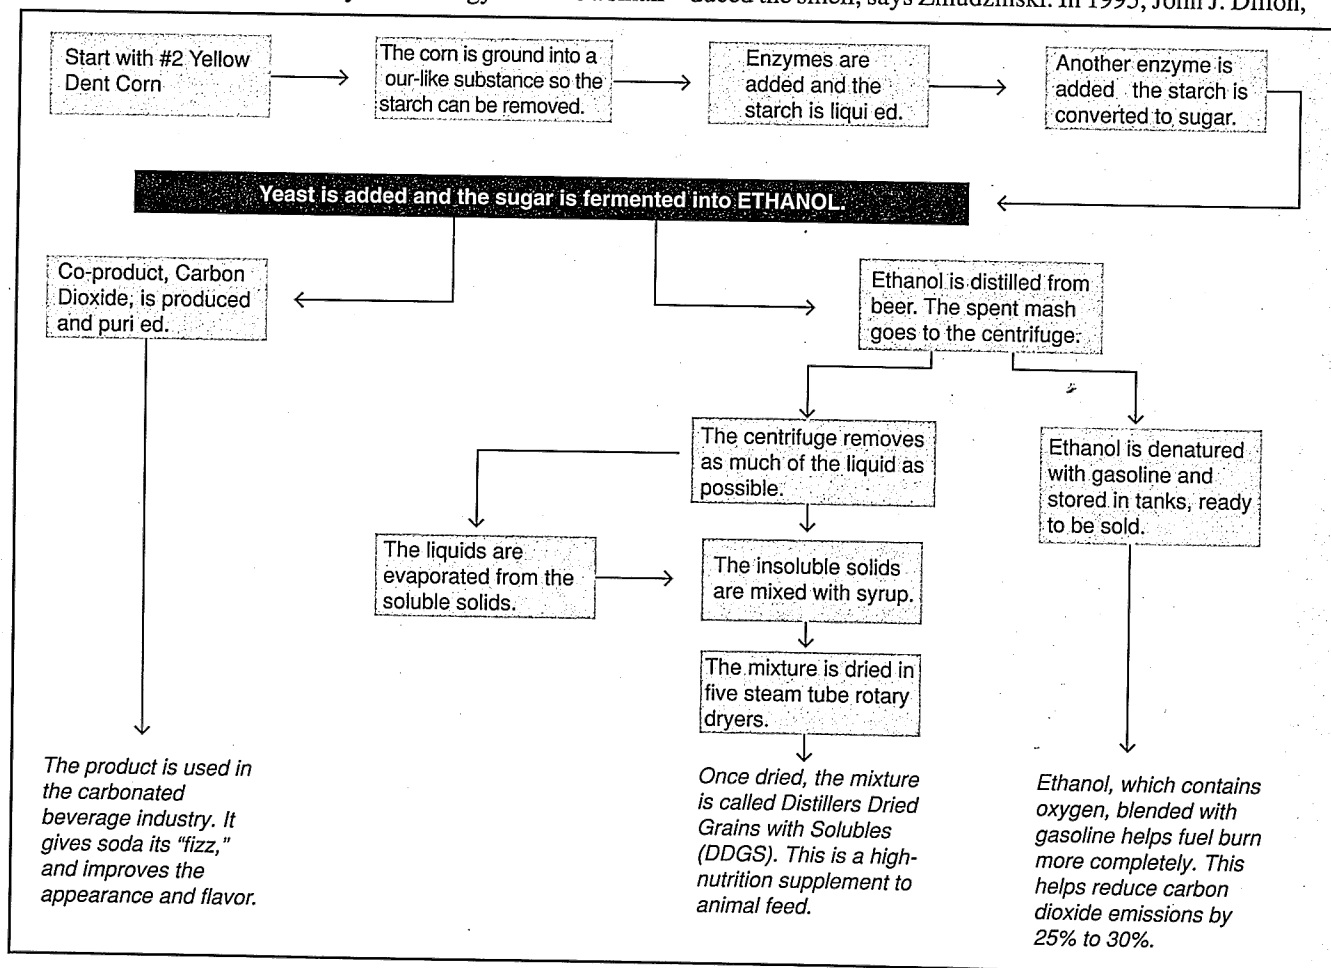 duced the smell, says Zmudzinski. In 1995, John J. Dillon,
Start with #2 Yellow
Dent Corn
The corn is ground into a
our-like substance so the
starch can be removed.
Enzymes are
added and the
starch is liqui ed.
Another enzyme is
added the starch is
converted to sugar.
Yeast is added and the sugar is fermented into ETHANOL.
Co-product, Carbon
Dioxide, is produced
and puri ed.
Ethanol is distilled from
beer. The spent mash
goes to the centrifuge.
The centrifuge removes
as much of the liquid as
possible.
Ethanol is denatured
with gasoline and
stored in tanks, ready
to be sold.
The liquids are
evaporated from the
soluble solids.
The insoluble solids
are mixed with syrup.
The mixture is dried in
five steam tube rotary
dryers.
The product is used in
the carbonated
beverage industry. It
gives soda its "fizz,"
and improves the
appearance and flavor.
Once dried, the mixture
is called Distillers Dried
Grains with Solubles
(DDGS). This is a high-
nutrition supplement to
animal feed.
Ethanol, which contains
oxygen, blended with
gasoline helps fuel burn
more completely. This
helps reduce carbon
dioxide emissions by
25% to 30%.